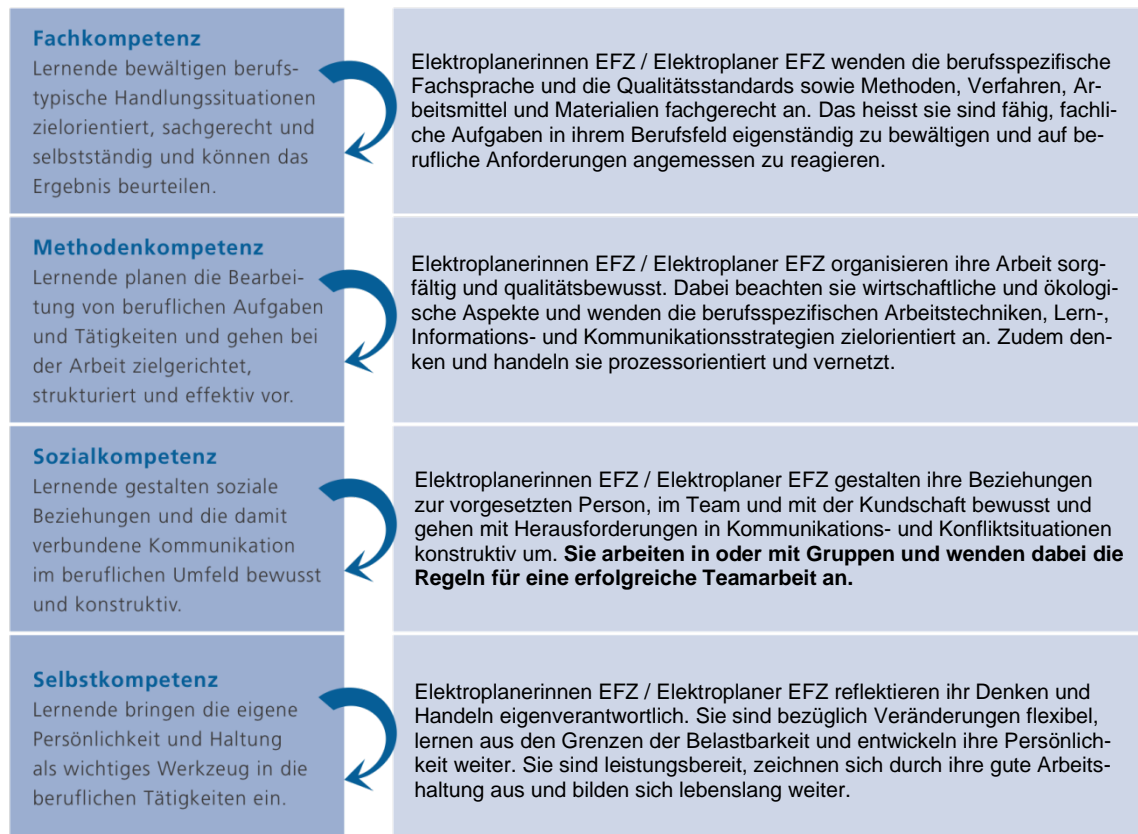 Fachkompetenz
Lernende bewältigen berufs-
typische Handlungssituationen
zielorientiert, sachgerecht und
selbstständig und können das
Ergebnis beurteilen.
Elektroplanerinnen EFZ / Elektroplaner EFZ wenden die berufsspezifische
Fachsprache und die Qualitätsstandards sowie Methoden, Verfahren, Ar-
beitsmittel und Materialien fachgerecht an. Das heisst sie sind fähig, fachli-
che Aufgaben in ihrem Berufsfeld eigenständig zu bewältigen und auf be-
rufliche Anforderungen angemessen zu reagieren.
Methodenkompetenz
Lernende planen die Bearbei-
tung von beruflichen Aufgaben
und Tätigkeiten und gehen bei
der Arbeit zielgerichtet,
strukturiert und effektiv vor.
Elektroplanerinnen EFZ / Elektroplaner EFZ organisieren ihre Arbeit sorg-
fältig und qualitätsbewusst. Dabei beachten sie wirtschaftliche und ökologi-
sche Aspekte und wenden die berufsspezifischen Arbeitstechniken, Lern-,
Informations- und Kommunikationsstrategien zielorientiert an. Zudem den-
ken und handeln sie prozessorientiert und vernetzt.
Sozialkompetenz
Lernende gestalten soziale
Beziehungen und die damit
verbundene Kommunikation
im beruflichen Umfeld bewusst
und konstruktiv.
Elektroplanerinnen EFZ / Elektroplaner EFZ gestalten ihre Beziehungen
zur vorgesetzten Person, im Team und mit der Kundschaft bewusst und
gehen mit Herausforderungen in Kommunikations- und Konfliktsituationen
konstruktiv um. Sie arbeiten in oder mit Gruppen und wenden dabei die
Regeln für eine erfolgreiche Teamarbeit an.
Selbstkompetenz
Lernende bringen die eigene
Persönlichkeit und Haltung
als wichtiges Werkzeug in die
beruflichen Tätigkeiten ein.
Elektroplanerinnen EFZ / Elektroplaner EFZ reflektieren ihr Denken und
Handeln eigenverantwortlich. Sie sind bezüglich Veränderungen flexibel,
lernen aus den Grenzen der Belastbarkeit und entwickeln ihre Persönlich-
keit weiter. Sie sind leistungsbereit, zeichnen sich durch ihre gute Arbeits-
haltung aus und bilden sich lebenslang weiter.